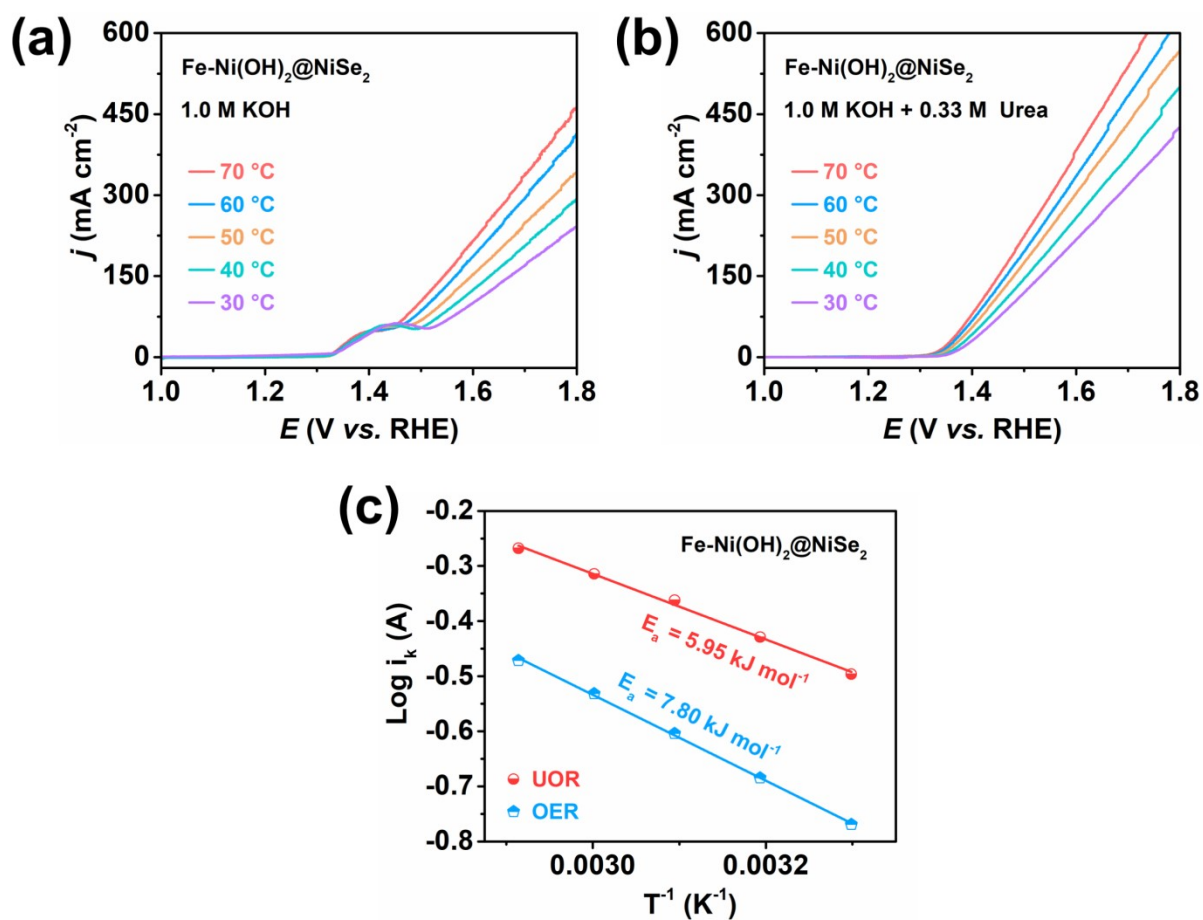 (a)
600
450
300
150
0
j (mA cm⁻²)
Fe-Ni(OH)₂@NiSe₂
1.0 M KOH
70 °C
60 °C
50 °C
40 °C
30 °C
1.0 1.2 1.4 1.6 1.8
E (V vs. RHE)
(b)
600
450
300
150
0
j (mA cm⁻²)
Fe-Ni(OH)₂@NiSe₂
1.0 M KOH + 0.33 M Urea
70 °C
60 °C
50 °C
40 °C
30 °C
1.0 1.2 1.4 1.6 1.8
E (V vs. RHE)
(c)
-0.2
-0.3
-0.4
-0.5
-0.6
-0.7
-0.8
Log iₖ (A)
Fe-Ni(OH)₂@NiSe₂
Eₐ = 5.95 kJ mol⁻¹
Eₐ = 7.80 kJ mol⁻¹
UOR
OER
0.0030 0.0032
T⁻¹ (K⁻¹)